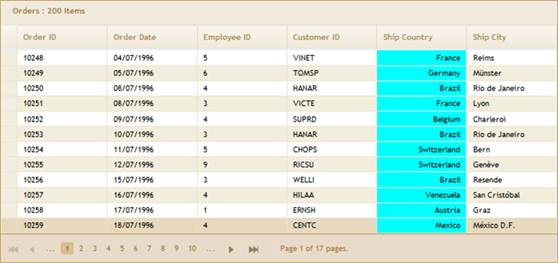 Orders : 200 Items
Order ID Order Date Employee ID Customer ID Ship Country Ship City
10248 04/07/1996 5 VINET France Reims
10249 05/07/1996 6 TOMSP Germany Münster
10250 08/07/1996 4 HANAR Brazil Rio de Janeiro
10251 08/07/1996 3 VICTE France Lyon
10252 09/07/1996 4 SUPRD Belgium Charleroi
10253 10/07/1996 3 HANAR Brazil Rio de Janeiro
10254 11/07/1996 5 CHOPS Switzerland Bern
10255 12/07/1996 9 RICSU Switzerland Genève
10256 15/07/1996 3 WELLI Brazil Resende
10257 16/07/1996 4 HILAA Venezuela San Cristóbal
10258 17/07/1996 1 ERNSH Austria Graz
10259 18/07/1996 4 CENTC Mexico México D.F.
... 1 2 3 4 5 6 7 8 9 10 ... Page 1 of 17 pages.